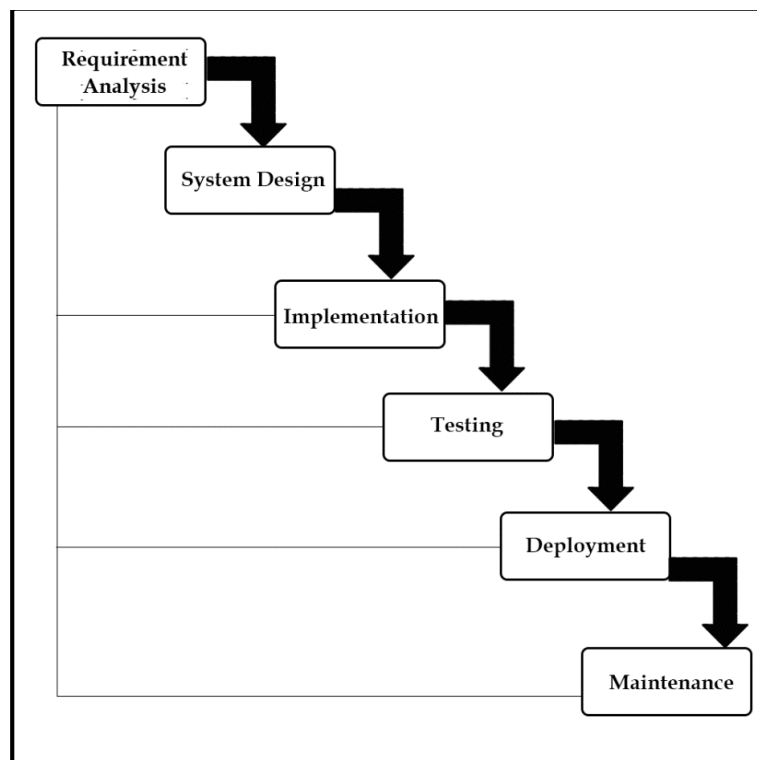 Requirement
Analysis
System Design
Implementation
Testing
Deployment
Maintenance